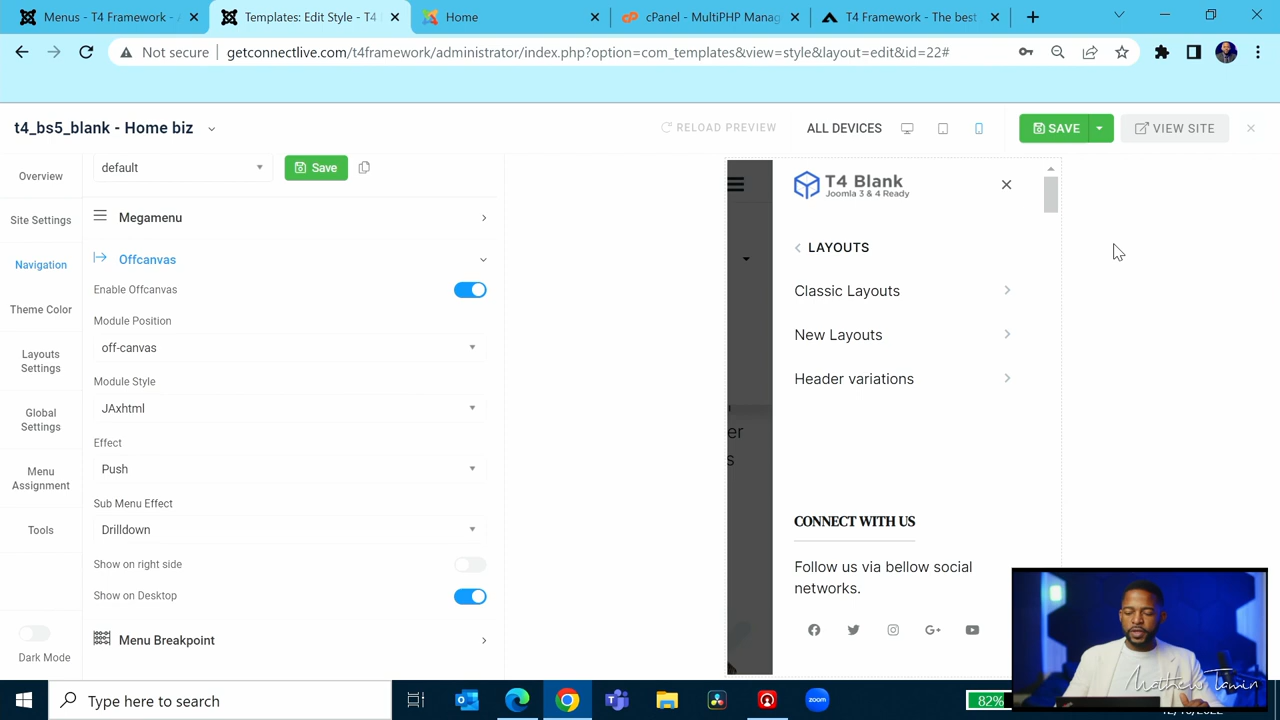 Menus - T4 Framework -
Templates: Edit Style - T4
Home
cPanel - MultiPHP Manag
T4 Framework - The best
Not secure
getconnectlive.com/t4framework/administrator/index.php?option=com_templates&view=style&layout=edit&id=22#
t4_bs5_blank - Home biz
RELOAD PREVIEW
ALL DEVICES
SAVE
VIEW SITE
Overview
Site Settings
Navigation
Theme Color
Layouts
Settings
Global
Settings
Menu
Assignment
Tools
Dark Mode
default
Save
Megamenu
Offcanvas
Enable Offcanvas
Module Position
off-canvas
Module Style
JAxhtml
Effect
Push
Sub Menu Effect
Drilldown
Show on right side
Show on Desktop
Menu Breakpoint
T4 Blank
Joomla 3 & 4 Ready
LAYOUTS
Classic Layouts
New Layouts
Header variations
er
s
CONNECT WITH US
Follow us via bellow social
networks.
Mathews Tawin
Type here to search
82%